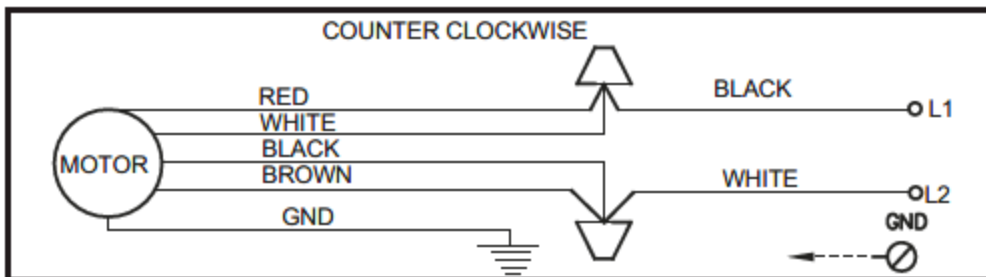 COUNTER CLOCKWISE
RED
BLACK
L1
WHITE
MOTOR
BLACK
BROWN
WHITE
L2
GND
GND